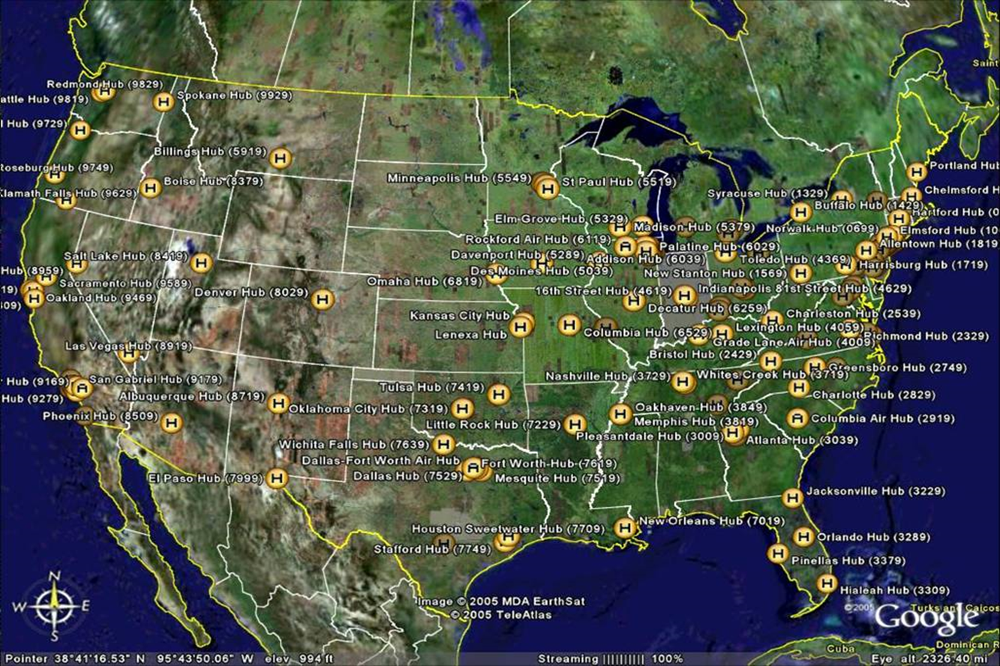 Saint
Redmond Hub (9829)
attle Hub (9819)
Spokane Hub (9929)
l Hub (9729)
Billings Hub (5919)
Roseburg Hub (9749)
Boise Hub (8379)
Klamath Falls Hub (9629)
Minneapolis Hub (5549)
St Paul Hub (5519)
Portland Hub
Syracuse Hub (1329)
Chelmsford H
Buffalo Hub (1429)
Hartford Hub (0
Elm Grove Hub (5329)
Madison Hub (5379)
Norwalk Hub (0699)
Elmsford Hub (10
Rockford Air Hub (6119)
Palatine Hub (6029)
Allentown Hub (1819
Davenport Hub (5289)
Addison Hub (6039)
Toledo Hub (4369)
Harrisburg Hub (1719)
Salt Lake Hub (8419)
Hub (8959)
Des Moines Hub (5039)
New Stanton Hub (1569)
Sacramento Hub (9589)
Omaha Hub (6819)
19)
Denver Hub (8029)
16th Street Hub (4619)
Indianapolis 81st Street Hub (4629)
Oakland Hub (9469)
609)
Decatur Hub (6259)
Charleston Hub (2539)
Kansas City Hub
Lenexa Hub
Columbia Hub (6529)
Lexington Hub (4059)
Richmond Hub (2329)
Grade Lane Air Hub (4009)
Las Vegas Hub (8919)
Bristol Hub (2429)
Greensboro Hub (2749)
Hub (9169)
San Gabriel Hub (9179)
Nashville Hub (3729)
Whites Creek Hub (3719)
Tulsa Hub (7419)
Hub (9279)
Albuquerque Hub (8719)
Charlotte Hub (2829)
Oklahoma City Hub (7319)
Oakhaven Hub (3849)
Phoenix Hub (8509)
Memphis Hub (3819)
Columbia Air Hub (2919)
Little Rock Hub (7229)
Pleasantdale Hub (3009)
Atlanta Hub (3039)
Wichita Falls Hub (7639)
Dallas-Fort Worth Air Hub
Fort Worth Hub (7619)
Dallas Hub (7529)
Mesquite Hub (7519)
El Paso Hub (7999)
Jacksonville Hub (3229)
New Orleans Hub (7019)
Houston Sweetwater Hub (7709)
Orlando Hub (3289)
Stafford Hub (7749)
Pinellas Hub (3379)
Hialeah Hub (3309)
N
W E
S
Image © 2005 MDA EarthSat
© 2005 TeleAtlas
©2005 Google
Turks and Caicos
Cuba
Dominican R
Pointer 38°41'16.53" N 95°43'50.06" W elev 994 ft
Streaming |||||||||| 100%
Eye alt 2326.40 mi